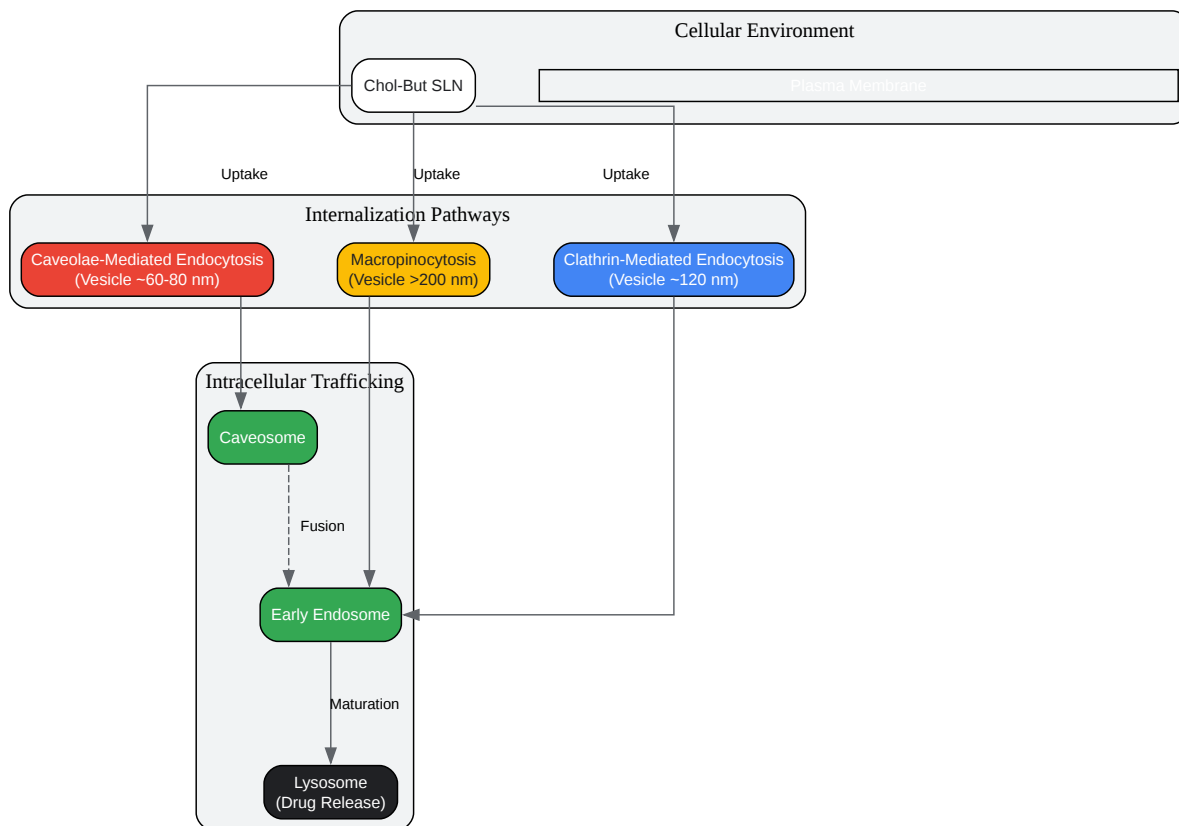 Cellular Environment
Chol-But SLN
Plasma Membrane
Uptake
Uptake
Uptake
Internalization Pathways
Caveolae-Mediated Endocytosis
(Vesicle ~60-80 nm)
Macropinocytosis
(Vesicle >200 nm)
Clathrin-Mediated Endocytosis
(Vesicle ~120 nm)
Intracellular Trafficking
Caveosome
Fusion
Early Endosome
Maturation
Lysosome
(Drug Release)